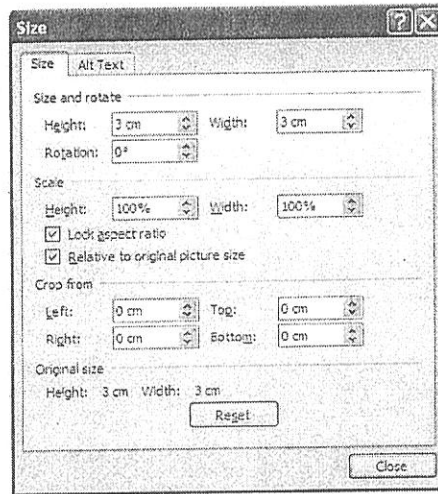 Size
Size Alt Text
Size and rotate
Height: 3 cm Width: 3 cm
Rotation: 0°
Scale
Height: 100% Width: 100%
Lock aspect ratio
Relative to original picture size
Crop from
Left: 0 cm Top: 0 cm
Right: 0 cm Bottom: 0 cm
Original size
Height: 3 cm Width: 3 cm
Reset
Close